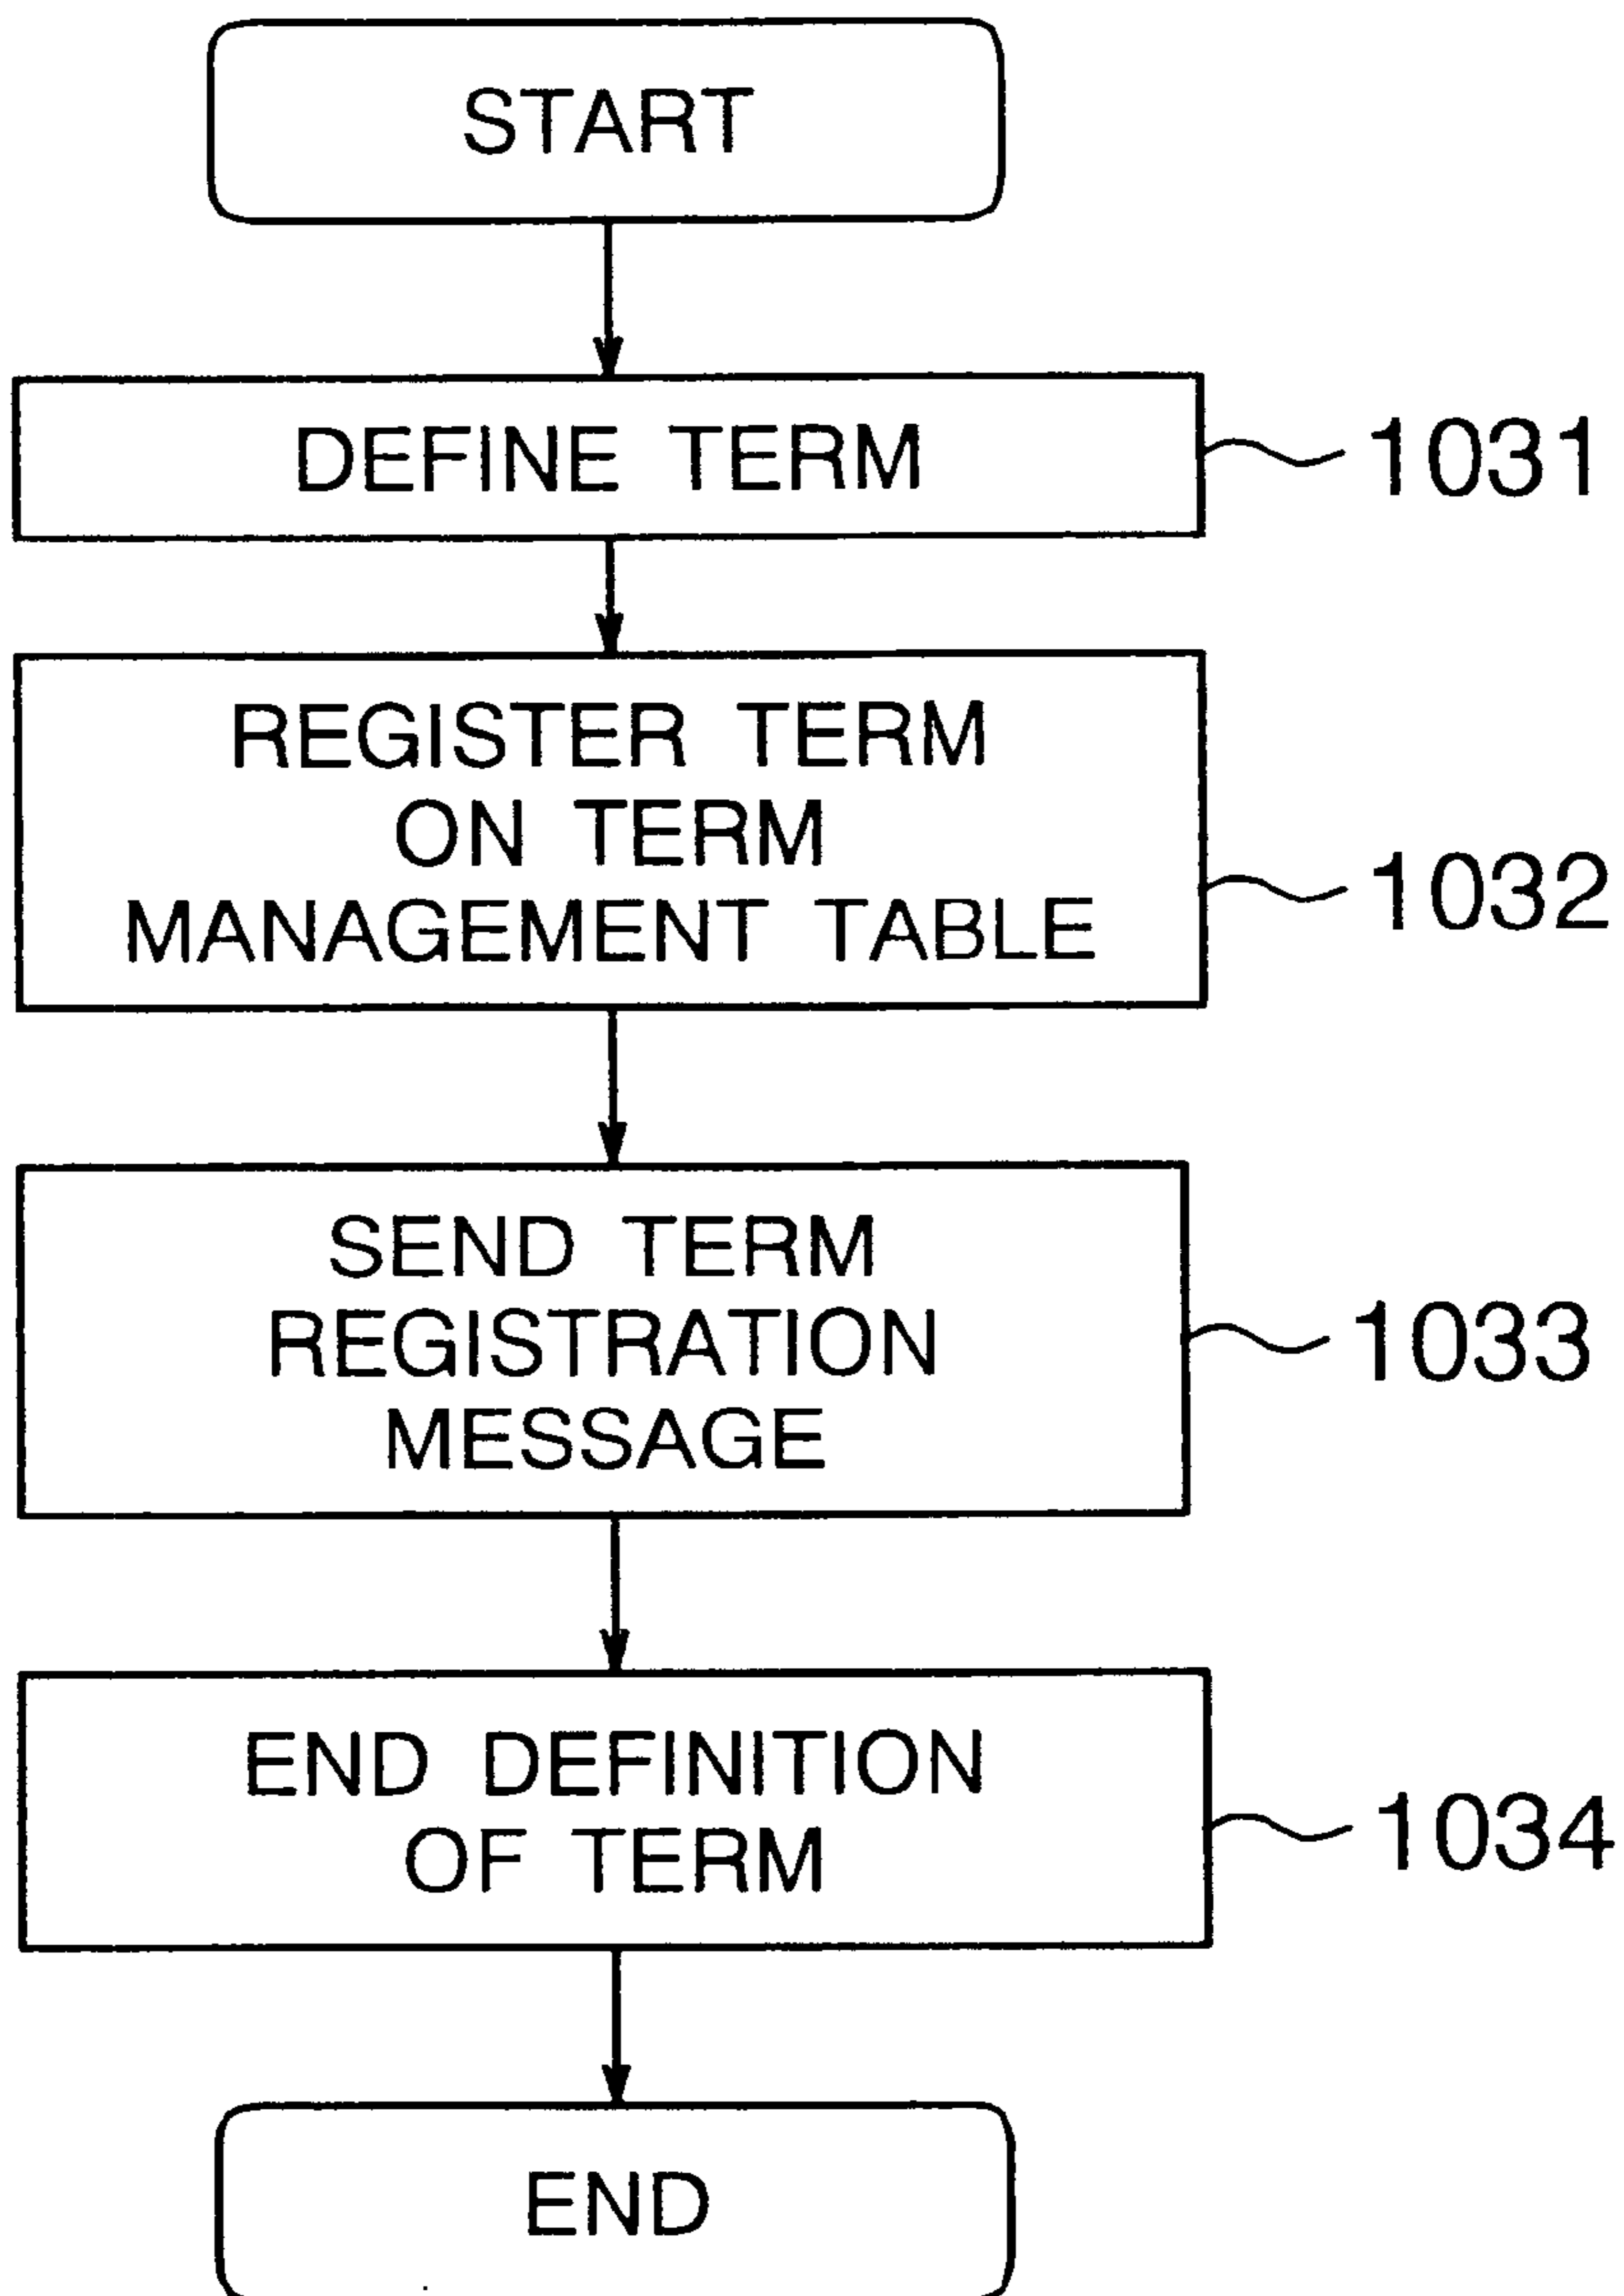 START
DEFINE TERM
1031
REGISTER TERM
ON TERM
MANAGEMENT TABLE
1032
SEND TERM
REGISTRATION
MESSAGE
1033
END DEFINITION
OF TERM
1034
END